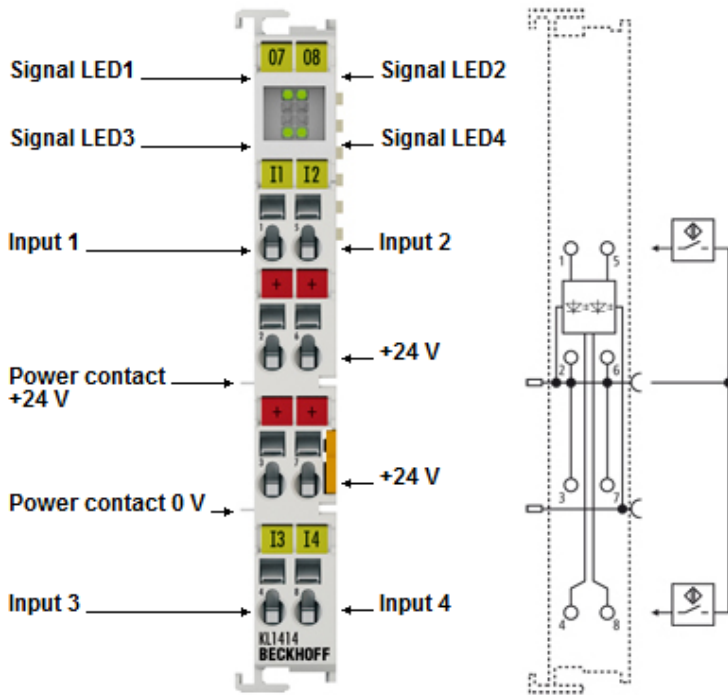 Signal LED1
07 08
Signal LED2
Signal LED3
Signal LED4
I1 I2
Input 1
1 5
Input 2
+ +
2 6
+24 V
Power contact
+24 V
+ +
3 7
+24 V
Power contact 0 V
I3 I4
Input 3
4 8
Input 4
KL1414
BECKHOFF
1 5
2 6
3 7
4 8